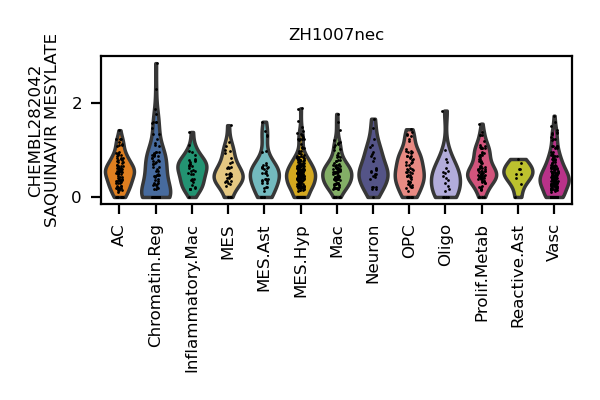 ZH1007nec
CHEMBL282042
SAQUINAVIR MESYLATE
2
0
AC
Chromatin.Reg
Inflammatory.Mac
MES
MES.Ast
MES.Hyp
Mac
Neuron
OPC
Oligo
Prolif.Metab
Reactive.Ast
Vasc